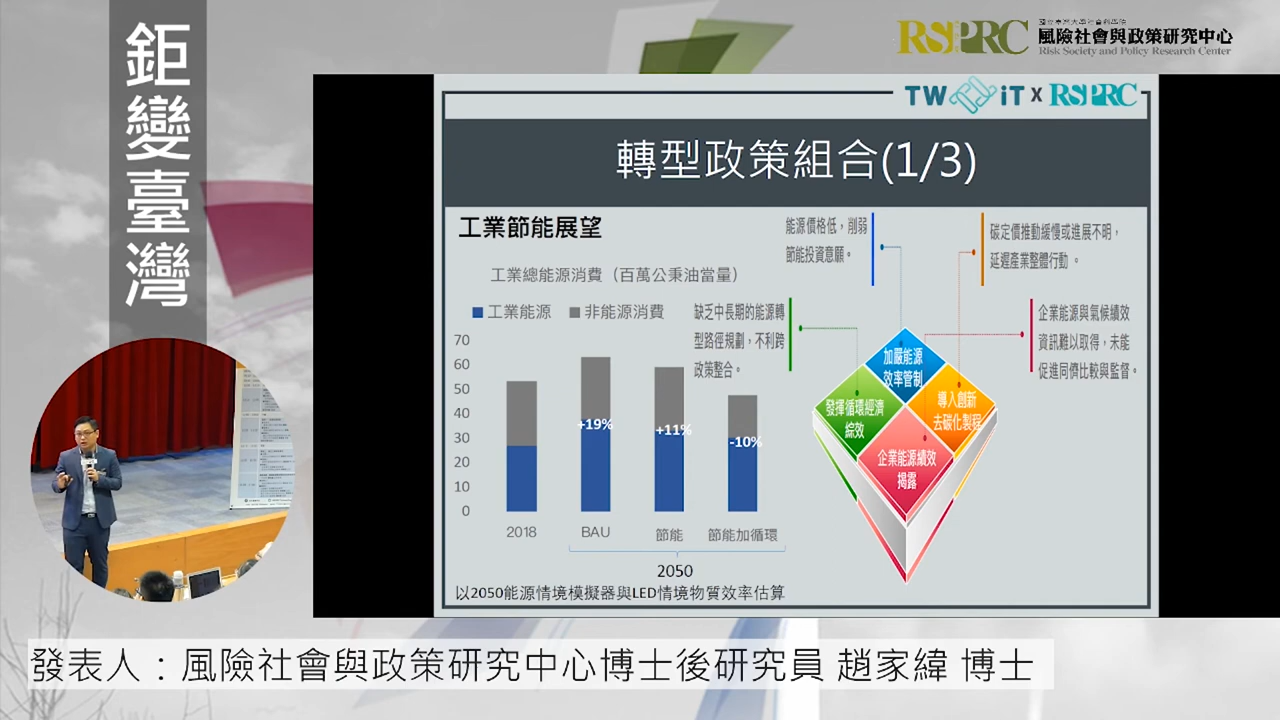 鉅變臺灣
RSPRC
風險社會與政策研究中心
Risk Society and Policy Research Center
TW iT x RSPRC
轉型政策組合(1/3)
工業節能展望
工業總能源消費（百萬公秉油當量）
工業能源 非能源消費
70
60
50
40
30
20
10
0
+19%
+11%
-10%
2018 BAU 節能 節能加循環
2050
以2050能源情境模擬器與LED情境物質效率估算
能源價格低，削弱
節能投資意願。
碳定價推動緩慢或進展不明，
延遲產業整體行動 。
缺乏中長期的能源轉
型路徑規劃，不利跨
政策整合。
企業能源與氣候績效
資訊難以取得，未能
促進同儕比較與監督。
加嚴能源
效率管制
發揮循環經濟
綜效
導入創新
去碳化製程
企業能源績效
揭露
發表人：風險社會與政策研究中心博士後研究員 趙家緯 博士